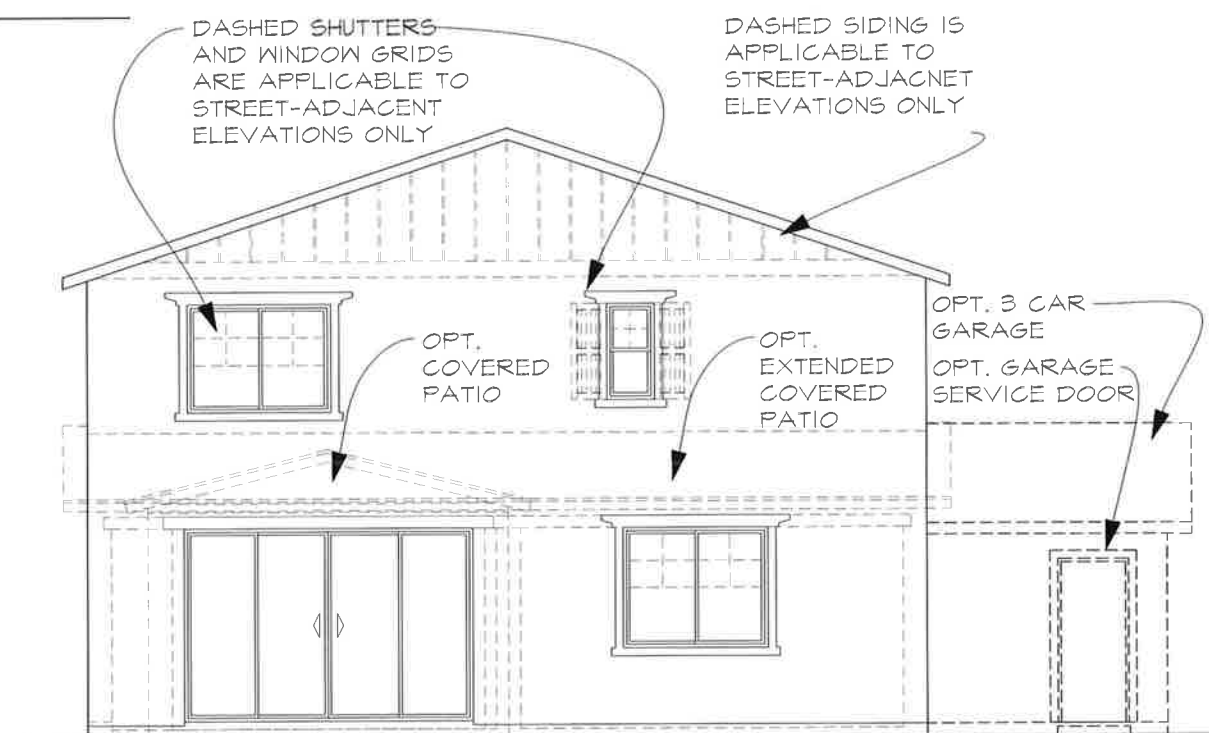 DASHED SHUTTERS
AND WINDOW GRIDS
ARE APPLICABLE TO
STREET-ADJACENT
ELEVATIONS ONLY
DASHED SIDING IS
APPLICABLE TO
STREET-ADJACNET
ELEVATIONS ONLY
OPT.
COVERED
PATIO
OPT.
EXTENDED
COVERED
PATIO
OPT. 3 CAR
GARAGE
OPT. GARAGE
SERVICE DOOR